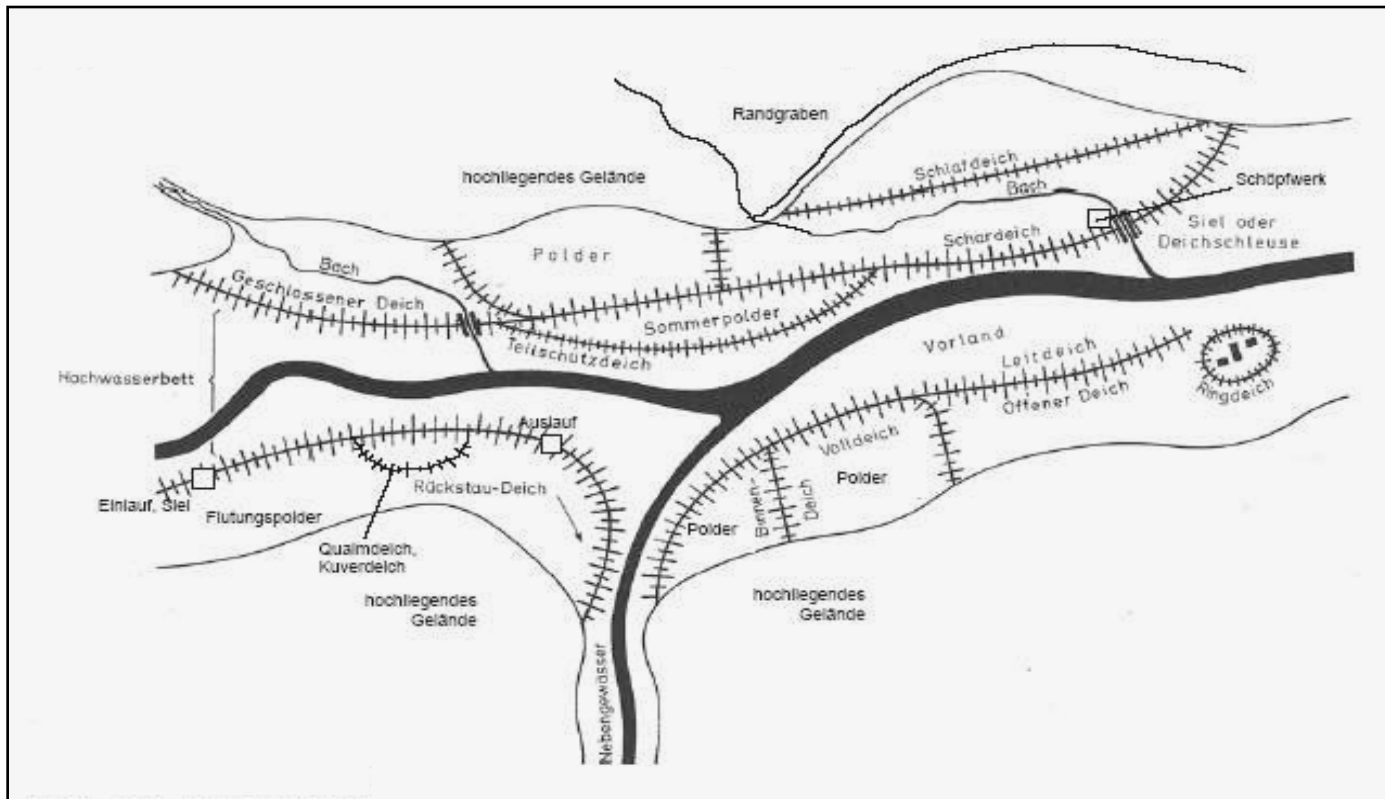 Randgraben
hochliegendes Gelände
Schlafdeich
Bach
Schöpfwerk
Siel oder
Deichschleuse
Schardeich
Polder
Bach
Geschlossener Deich
Sommerpolder
Teilschutzdeich
Vorland
Leitdeich
Offener Deich
Ringdeich
Hochwasserbett
Auslauf
Volldeich
Polder
Rückstau-Deich
Einlauf, Siel
Flutungspolder
Binnen-
Deich
Polder
Qualmdeich,
Kuverdeich
hochliegendes
Gelände
hochliegendes
Gelände
Nebengewässer